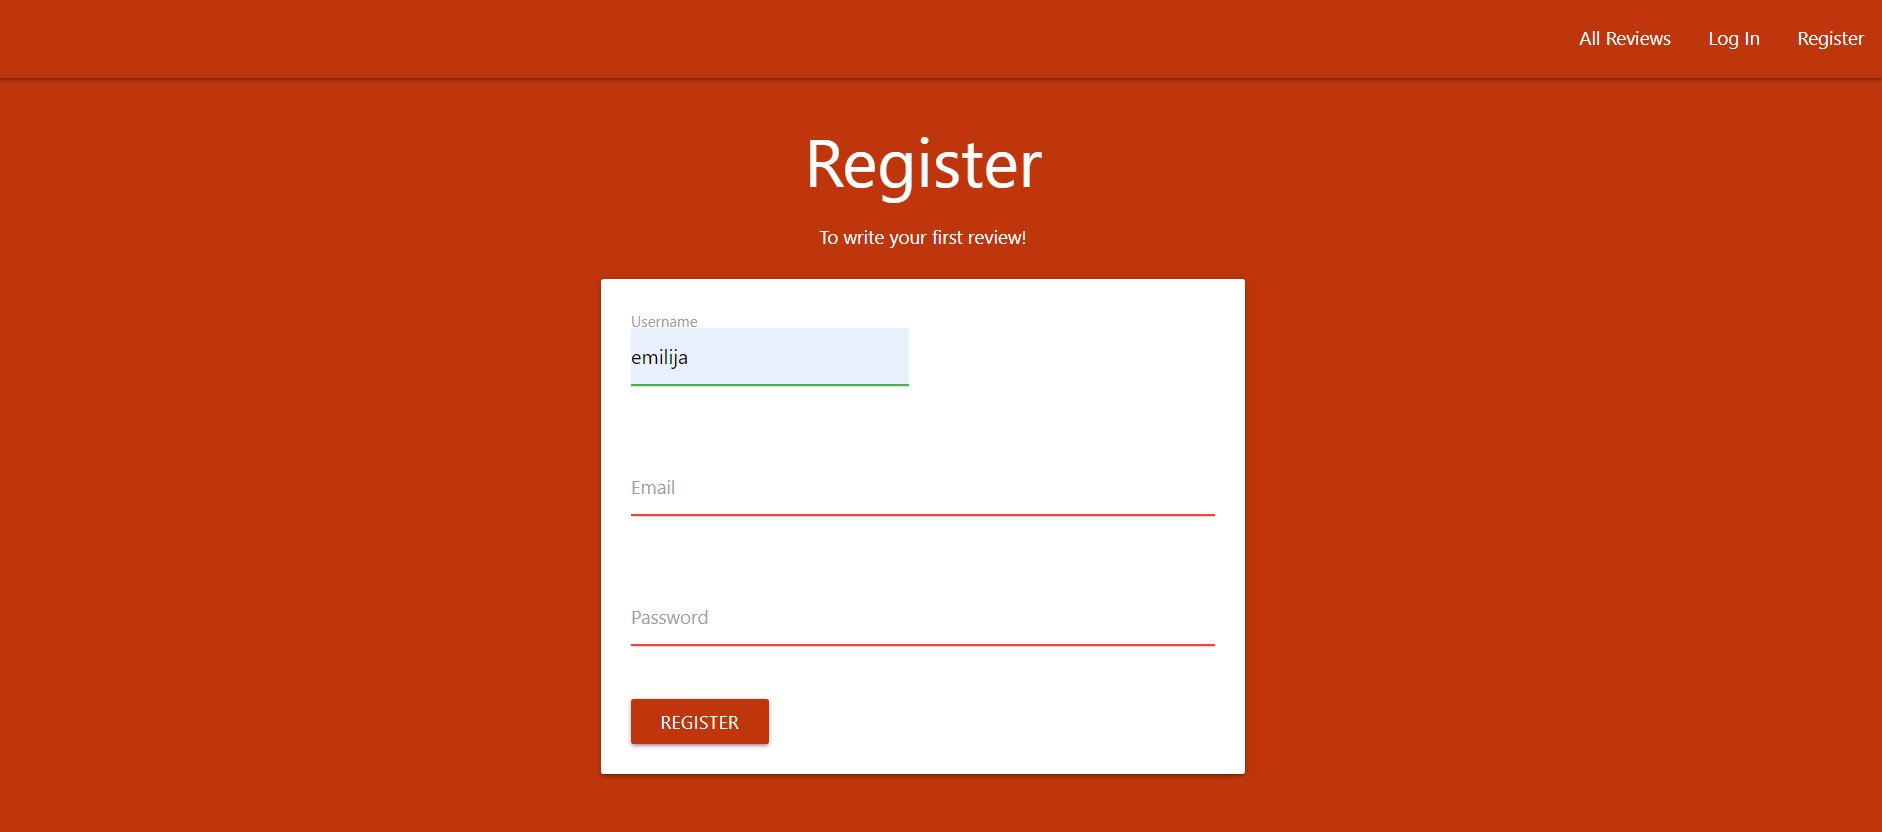 All Reviews Log In Register
Register
To write your first review!
Username
emilija
Email
Password
REGISTER